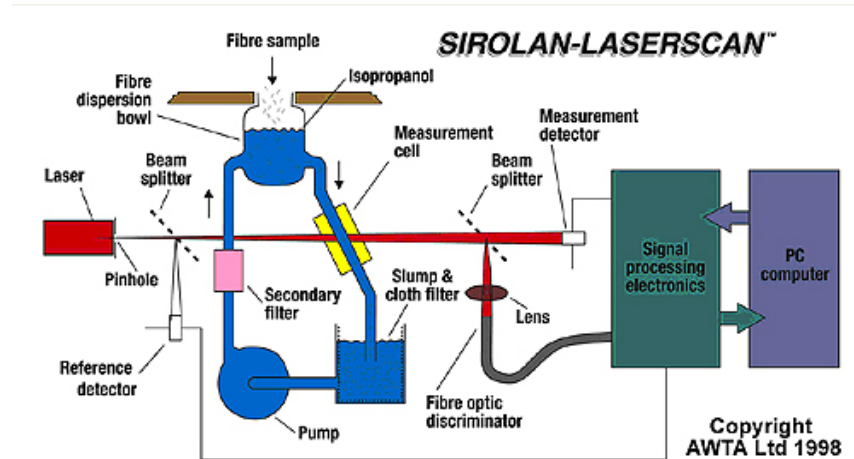 SIROLAN-LASERSCAN™
Fibre sample
Isopropanol
Fibre
dispersion
bowl
Measurement
cell
Measurement
detector
Beam
splitter
Beam
splitter
Laser
Pinhole
Signal
processing
electronics
PC
computer
Secondary
filter
Slump &
cloth filter
Lens
Reference
detector
Pump
Fibre optic
discriminator
Copyright
AWTA Ltd 1998